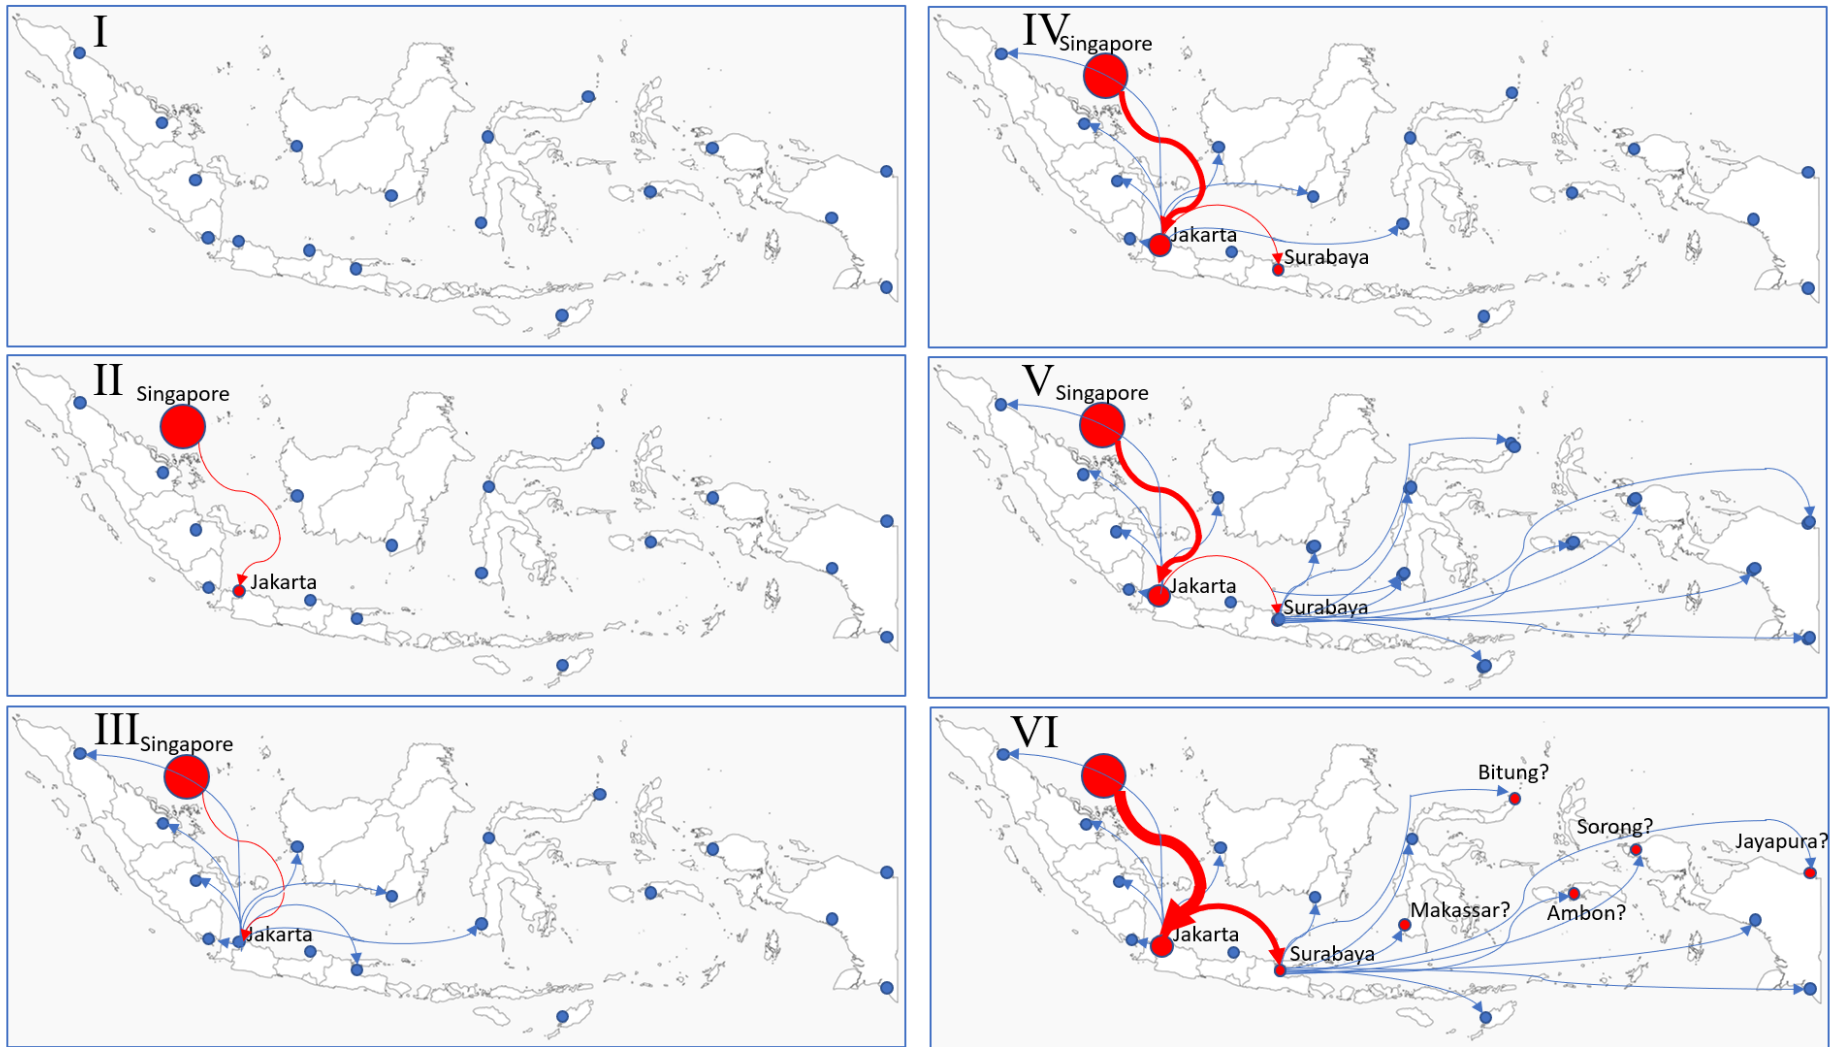 I
II
Singapore
Jakarta
III
Singapore
Jakarta
IV
Singapore
Jakarta
Surabaya
V
Singapore
Jakarta
Surabaya
VI
Bitung?
Sorong?
Jayapura?
Makassar?
Ambon?
Jakarta
Surabaya